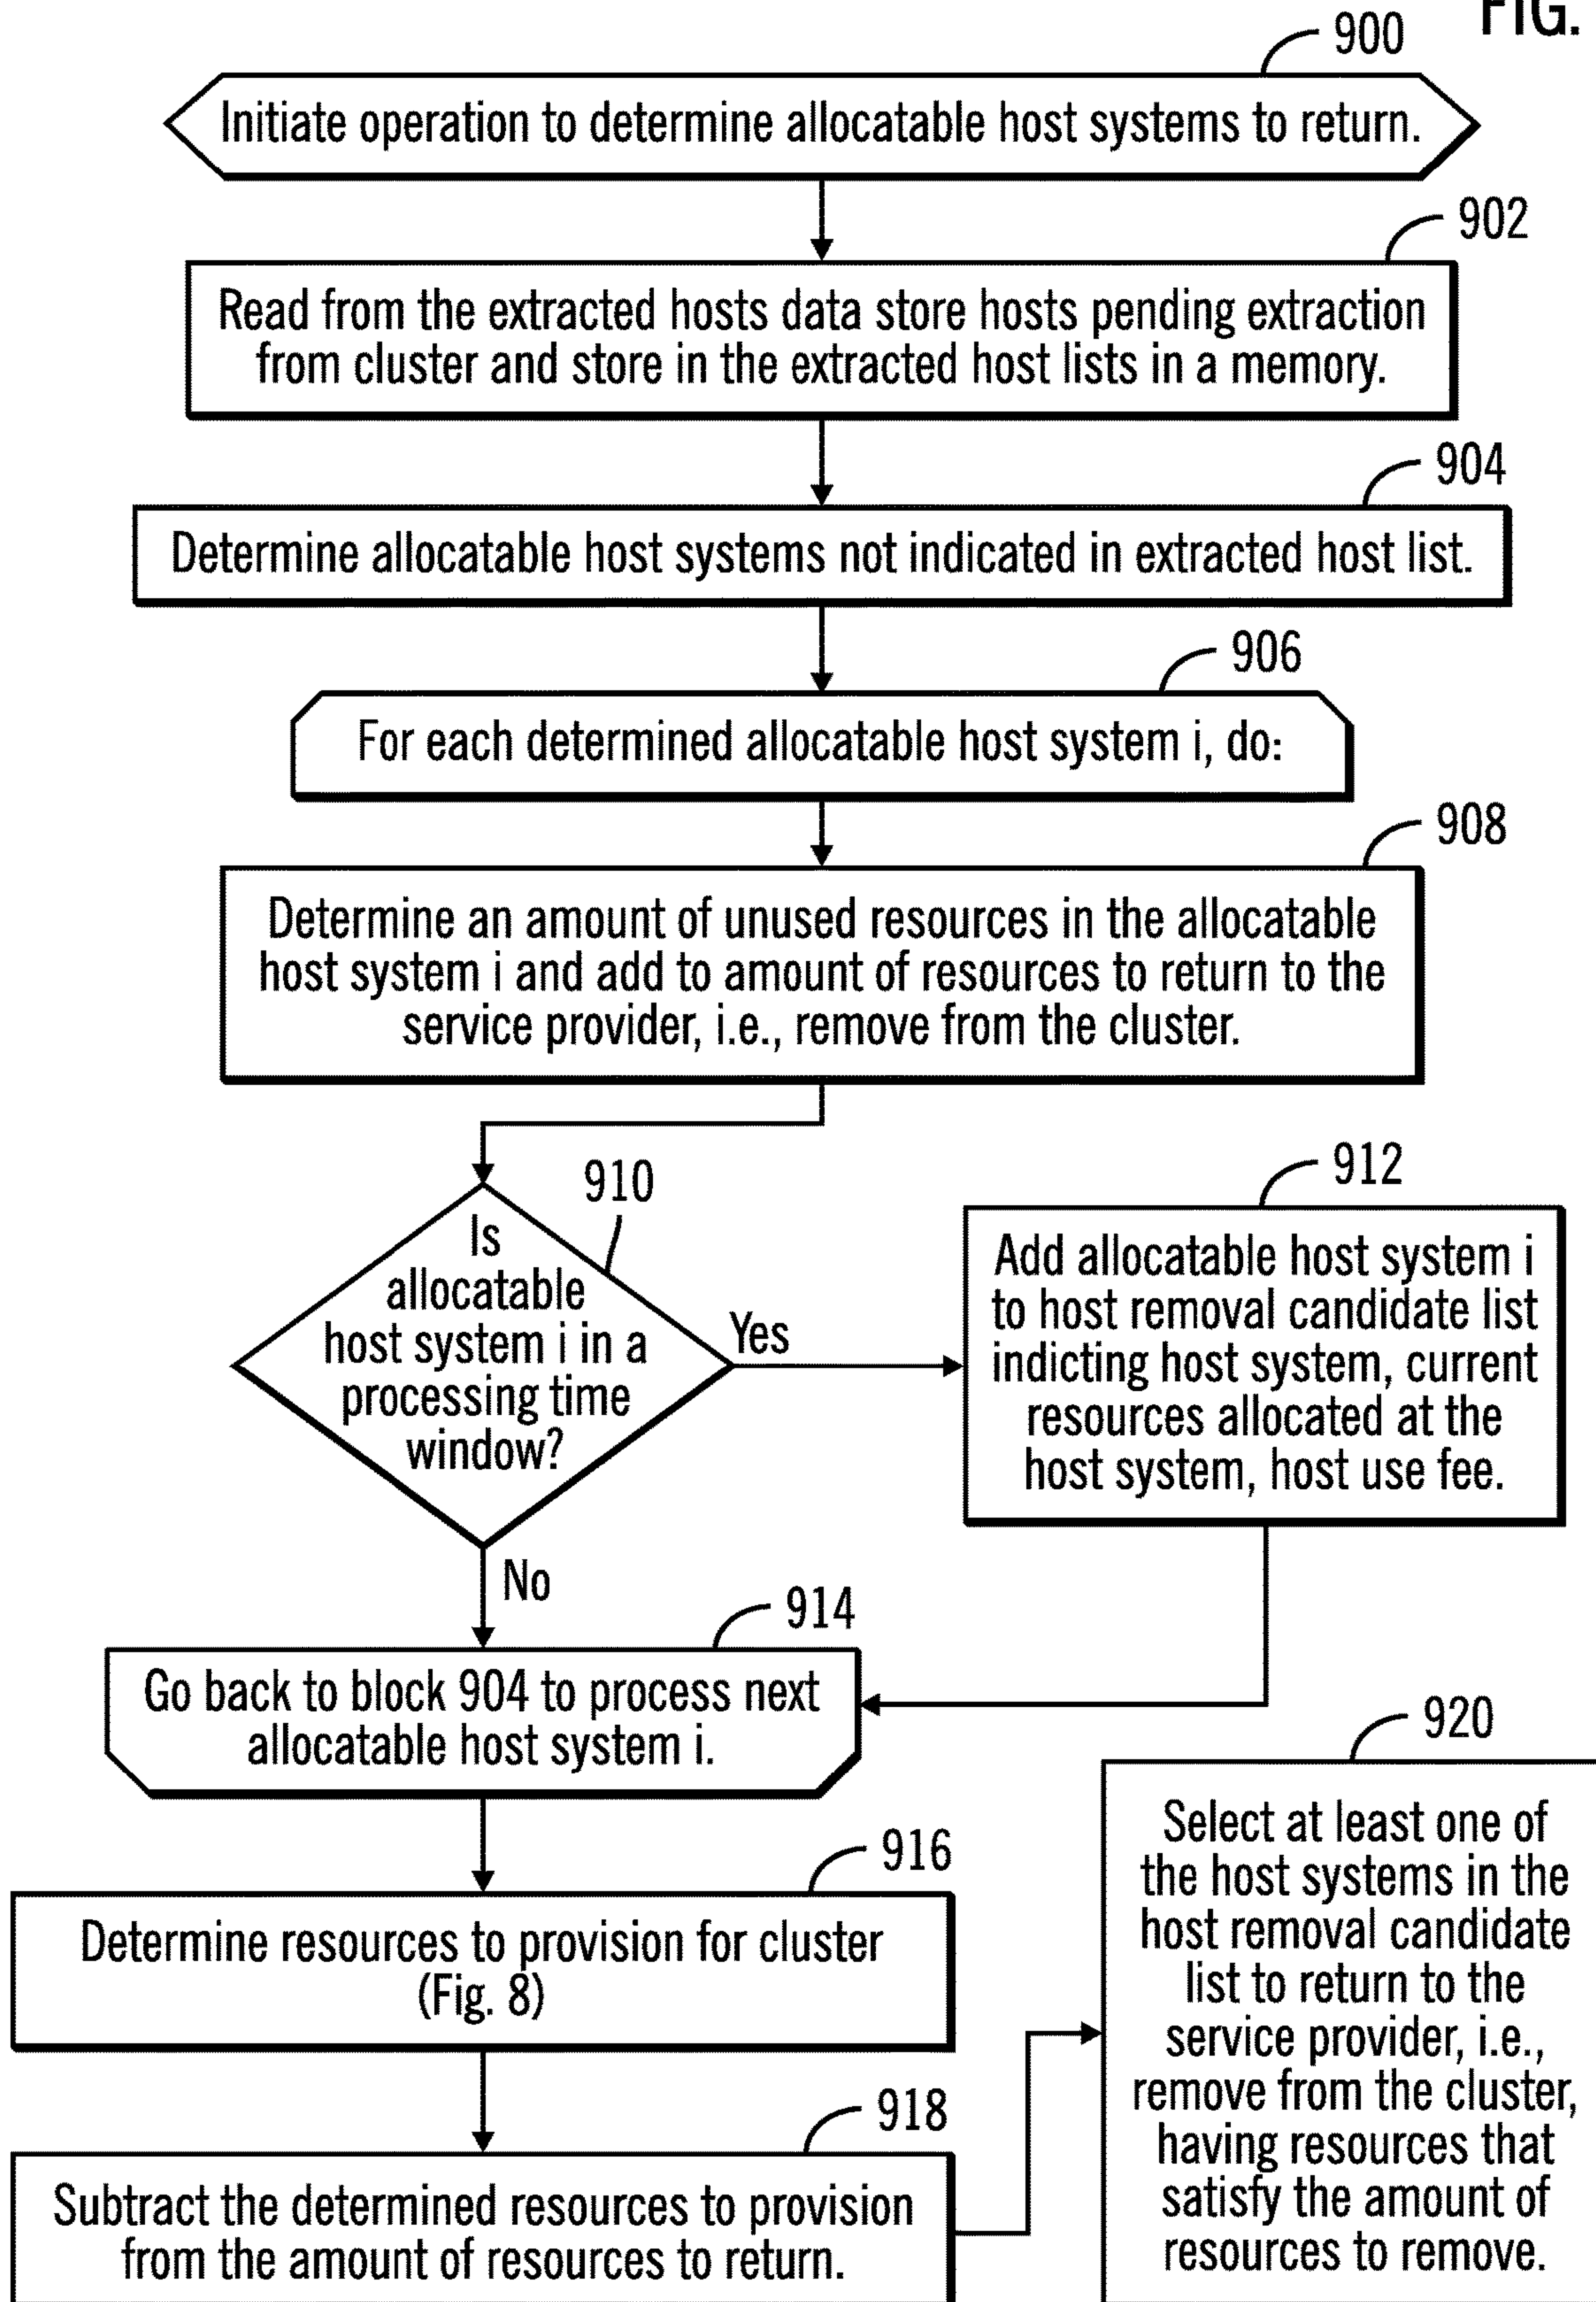 FIG.
900
Initiate operation to determine allocatable host systems to return.
902
Read from the extracted hosts data store hosts pending extraction
from cluster and store in the extracted host lists in a memory.
904
Determine allocatable host systems not indicated in extracted host list.
906
For each determined allocatable host system i, do:
908
Determine an amount of unused resources in the allocatable
host system i and add to amount of resources to return to the
service provider, i.e., remove from the cluster.
910
Is
allocatable
host system i in a
processing time
window?
Yes
912
Add allocatable host system i
to host removal candidate list
indicting host system, current
resources allocated at the
host system, host use fee.
No
914
Go back to block 904 to process next
allocatable host system i.
916
Determine resources to provision for cluster
(Fig. 8)
918
Subtract the determined resources to provision
from the amount of resources to return.
920
Select at least one of
the host systems in the
host removal candidate
list to return to the
service provider, i.e.,
remove from the cluster,
having resources that
satisfy the amount of
resources to remove.